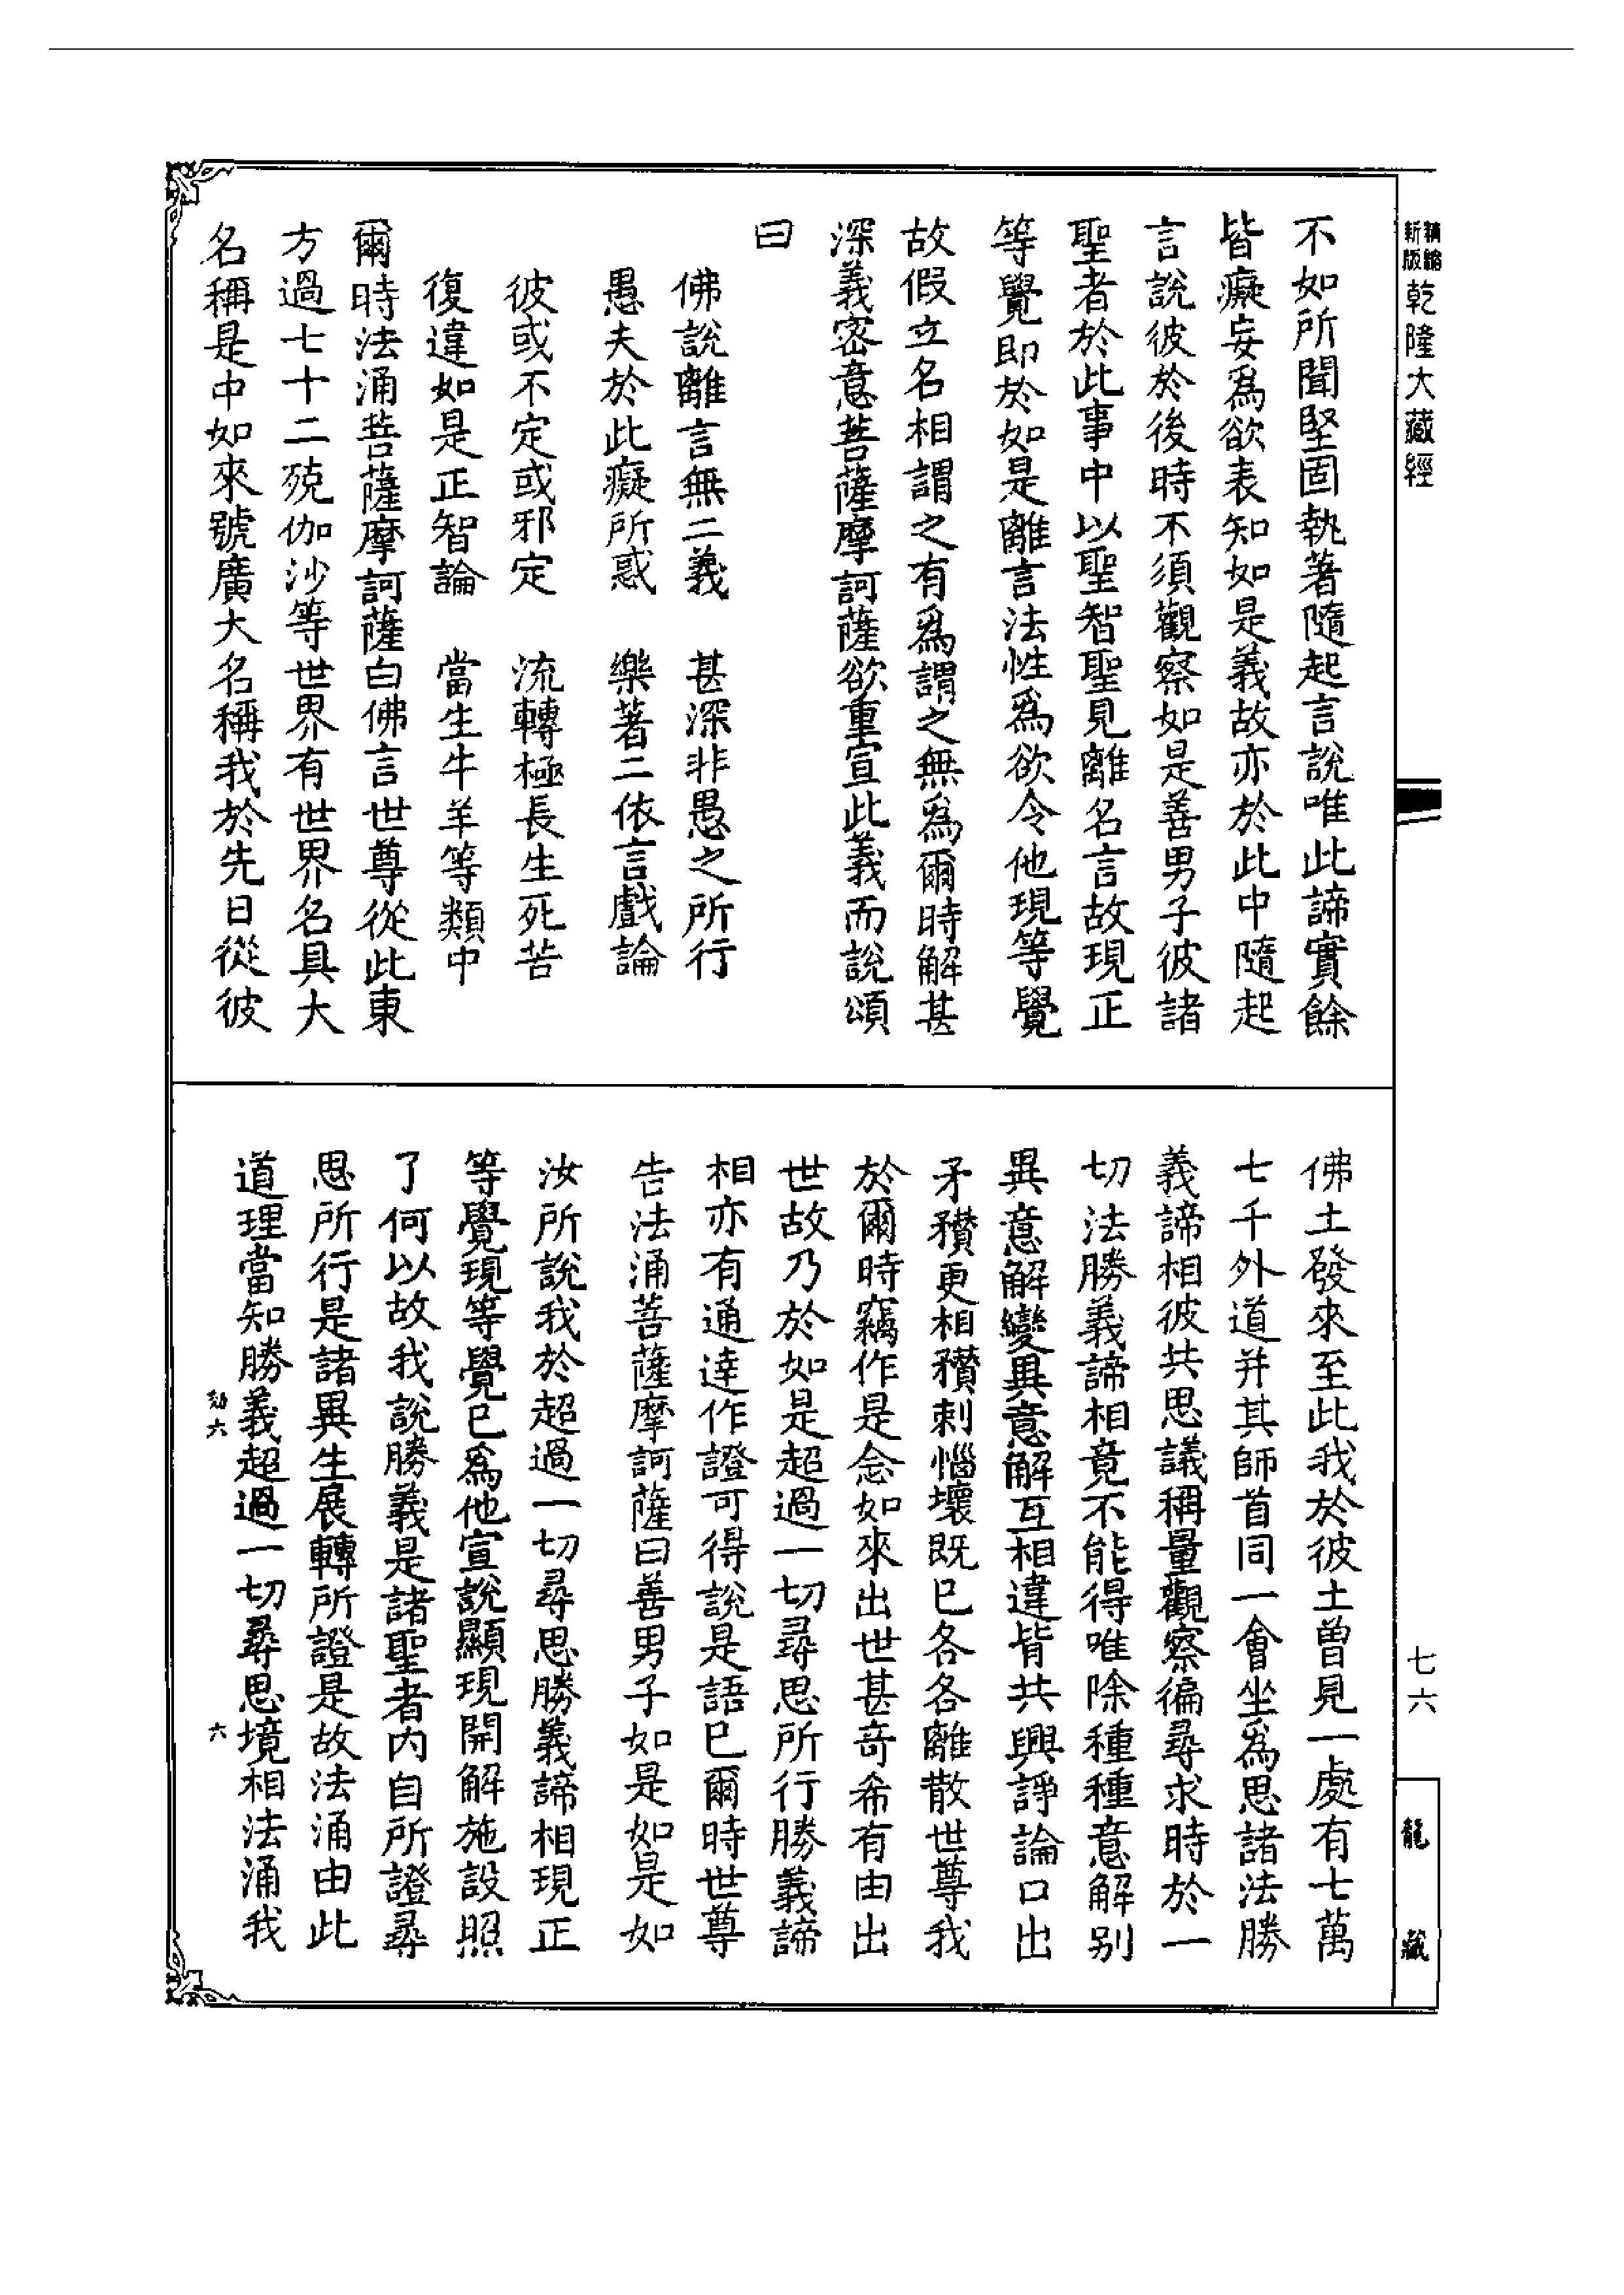 精縮新版乾隆大藏經
七六
龍藏
不如所聞堅固執著隨起言說唯此諦實餘
皆癡妄爲欲表知如是義故亦於此中隨起
言說彼於後時不須觀察如是善男子彼諸
聖者於此事中以聖智聖見離名言故現正
等覺即於如是離言法性爲欲令他現等覺
故假立名相謂之有爲謂之無爲爾時解甚
深義密意菩薩摩訶薩欲重宣此義而說頌
曰
佛說離言無二義　甚深非愚之所行
愚夫於此癡所惑　樂著二依言戲論
彼或不定或邪定　流轉極長生死苦
復違如是正智論　當生牛羊等類中
爾時法涌菩薩摩訶薩白佛言世尊從此東
方過七十二殑伽沙等世界有世界名具大
名稱是中如來號廣大名稱我於先日從彼
佛土發來至此我於彼土曾見一處有七萬
七千外道并其師首同一會坐爲思諸法勝
義諦相彼共思議稱量觀察徧尋求時於一
切法勝義諦相竟不能得唯除種種意解別
異意解變異意解互相違背共興諍論口出
矛䂎更相䂎刺惱壞既已各各離散世尊我
於爾時竊作是念如來出世甚奇希有由出
世故乃於如是超過一切尋思所行勝義諦
相亦有通達作證可得說是語已爾時世尊
告法涌菩薩摩訶薩曰善男子如是如是如
汝所說我於超過一切尋思勝義諦相現正
等覺現等覺已爲他宣說顯現開解施設照
了何以故我說勝義是諸聖者內自所證尋
思所行是諸異生展轉所證是故法涌由此
道理當知勝義超過一切尋思境相法涌我
六
六